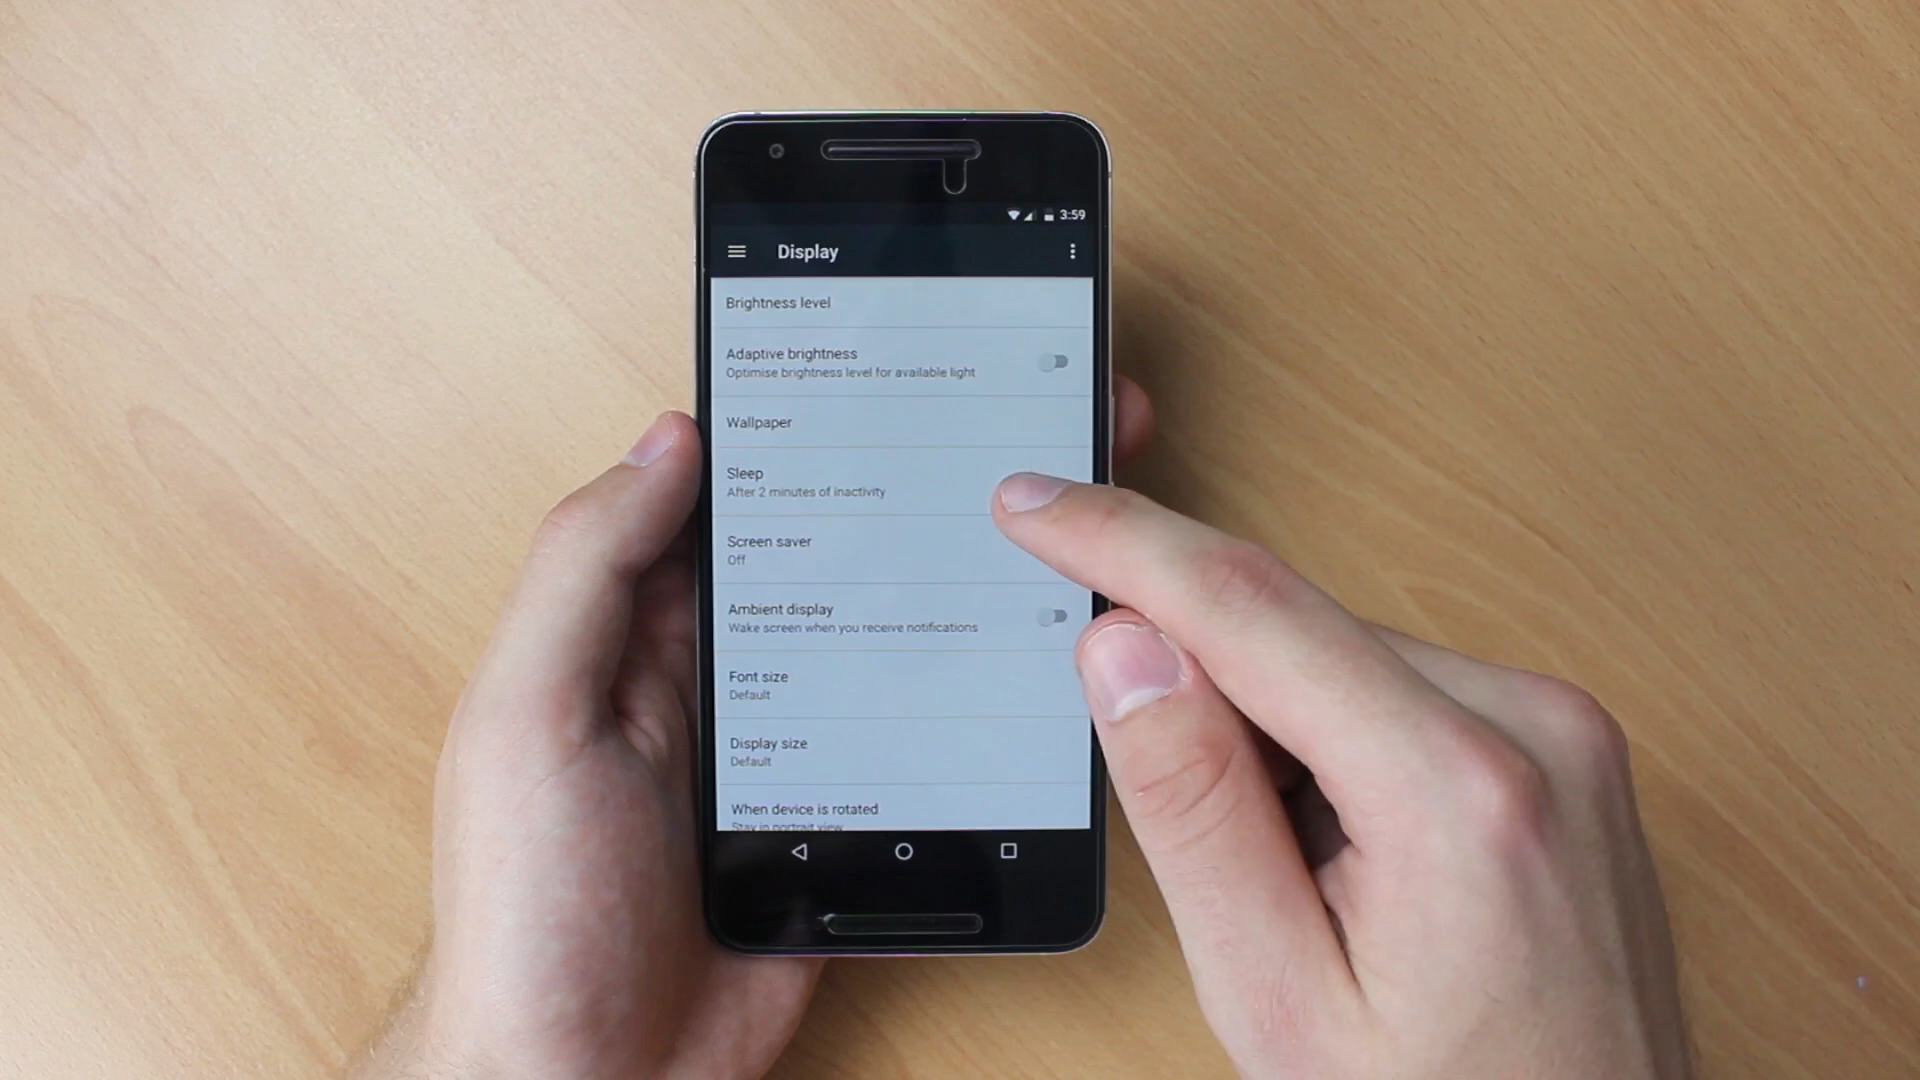 3:59
Display
Brightness level
Adaptive brightness
Optimise brightness level for available light
Wallpaper
Sleep
After 2 minutes of inactivity
Screen saver
Off
Ambient display
Wake screen when you receive notifications
Font size
Default
Display size
Default
When device is rotated
Stay in portrait view